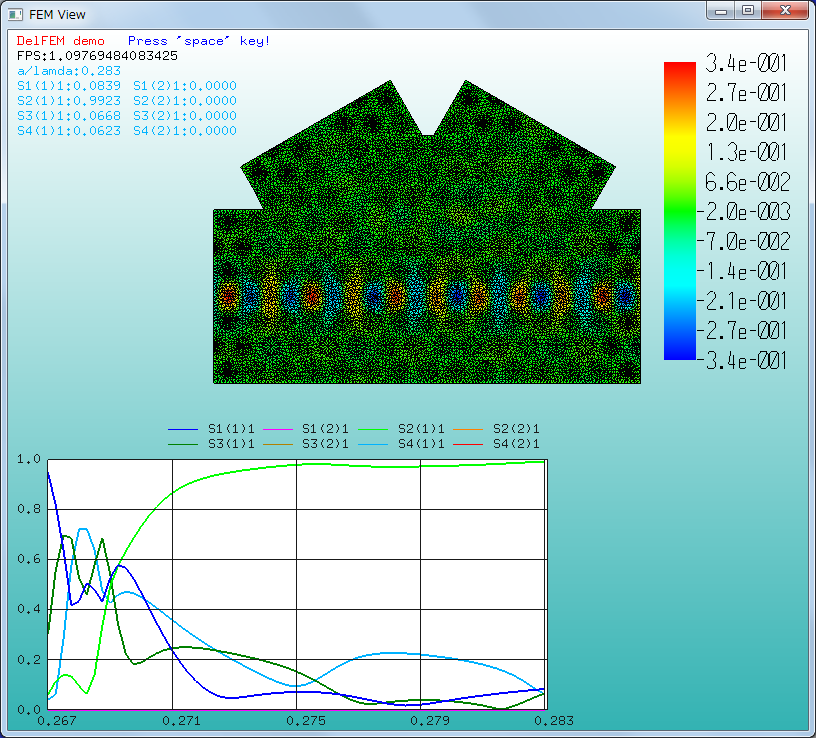 FEM View
DelFEM demo   Press "space" key!
FPS:1.09769484083425
a/lamda:0.283
S1(1)1:0.0839  S1(2)1:0.0000
S2(1)1:0.9923  S2(2)1:0.0000
S3(1)1:0.0668  S3(2)1:0.0000
S4(1)1:0.0623  S4(2)1:0.0000
3.4e-001
2.7e-001
2.0e-001
1.3e-001
6.6e-002
-2.0e-003
-7.0e-002
-1.4e-001
-2.1e-001
-2.7e-001
-3.4e-001
S1(1)1 S1(2)1 S2(1)1 S2(2)1
S3(1)1 S3(2)1 S4(1)1 S4(2)1
1.0
0.8
0.6
0.4
0.2
0.0
0.267 0.271 0.275 0.279 0.283